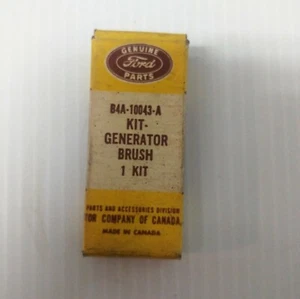 GENUINE
Ford
PARTS
B4A-10043-A
KIT-
GENERATOR
BRUSH
1 KIT
PARTS AND ACCESSORIES DIVISION
TOR COMPANY OF CANADA,
MADE IN CANADA